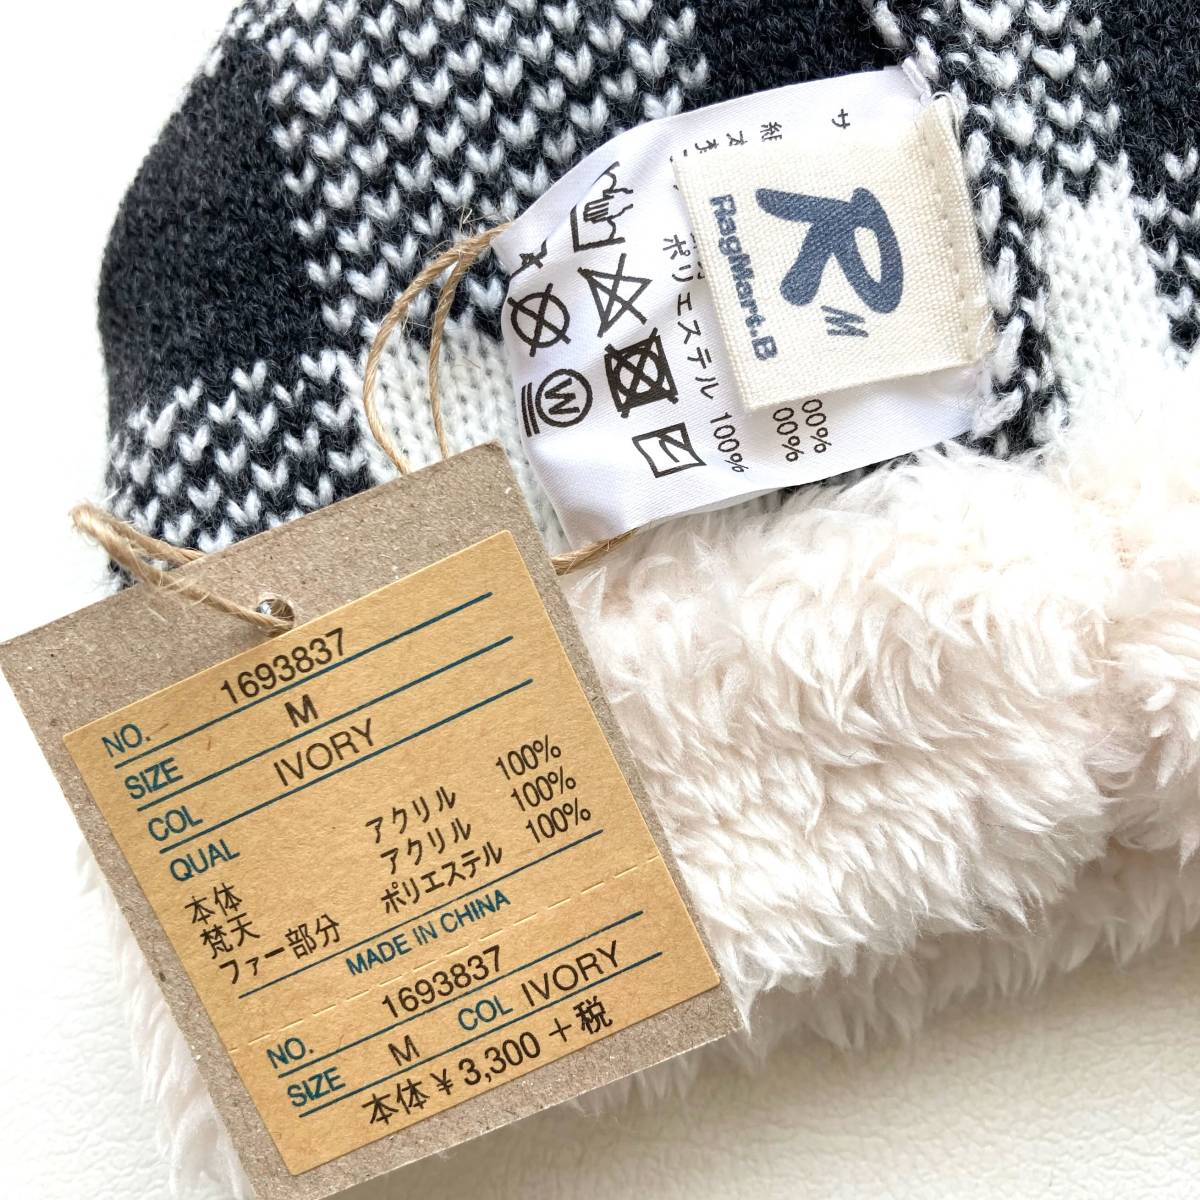 サ
ポリエステル 100%
00%
00%
W
R"
RagMart.B
NO. 1693837
SIZE M
COL IVORY
QUAL
本体 アクリル 100%
梵天 アクリル 100%
ファー部分 ポリエステル 100%
MADE IN CHINA
NO. 1693837
SIZE M COL IVORY
本体 ¥ 3,300 + 税